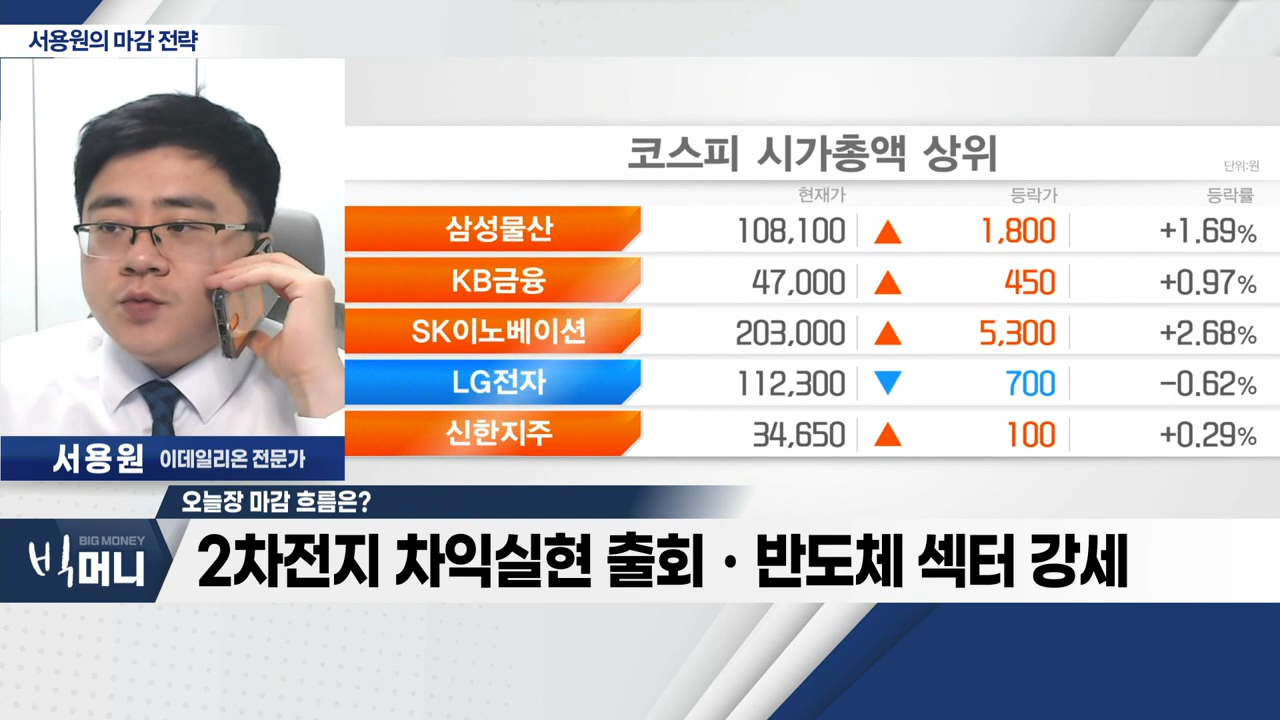 서용원의 마감 전략
코스피 시가총액 상위
단위:원
현재가 등락가 등락률
삼성물산 108,100 ▲ 1,800 +1.69%
KB금융 47,000 ▲ 450 +0.97%
SK이노베이션 203,000 ▲ 5,300 +2.68%
LG전자 112,300 ▼ 700 -0.62%
신한지주 34,650 ▲ 100 +0.29%
서용원 이데일리온 전문가
오늘장 마감 흐름은?
BIG MONEY
빅머니
2차전지 차익실현 출회 · 반도체 섹터 강세